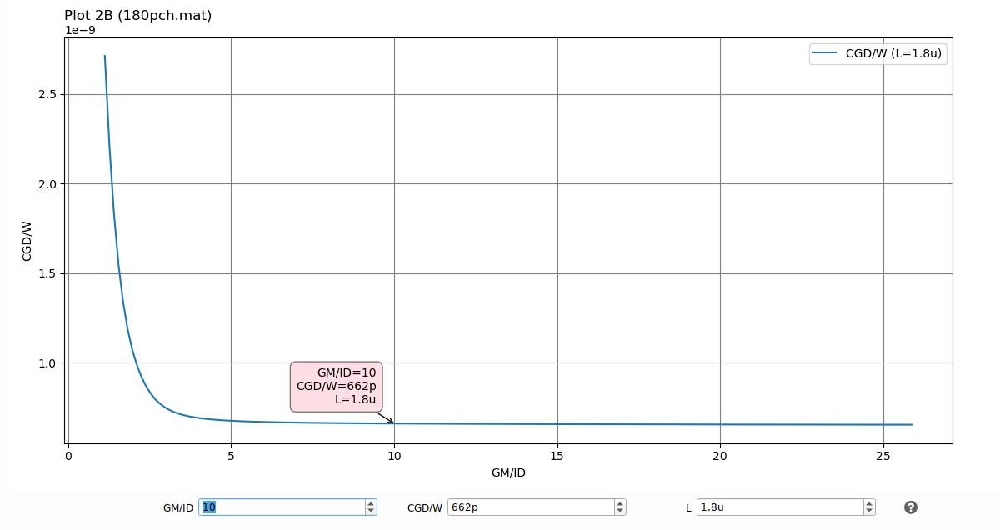 Plot 2B (180pch.mat)
1e−9
CGD/W (L=1.8u)
2.5
2.0
1.5
1.0
CGD/W
GM/ID=10
CGD/W=662p
L=1.8u
0 5 10 15 20 25
GM/ID
GM/ID 10 CGD/W 662p L 1.8u ?